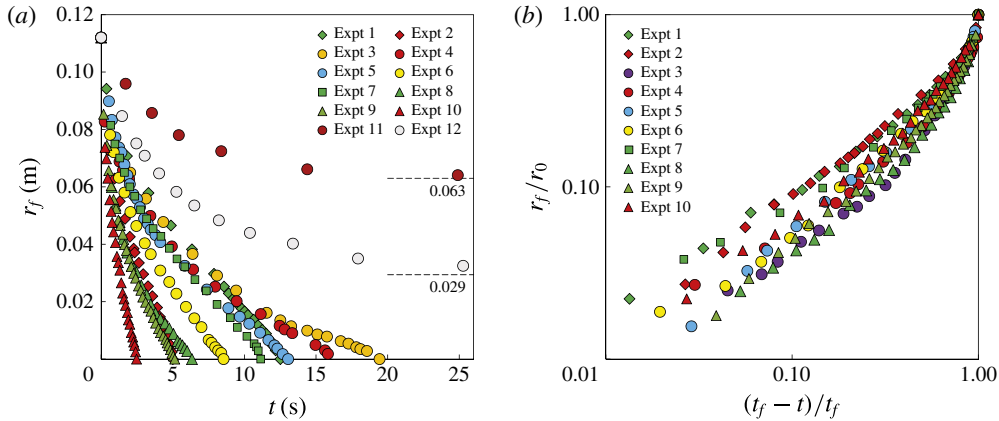 (a)
0.12
0.10
0.08
0.06
0.04
0.02
r_f (m)
Expt 1 Expt 2
Expt 3 Expt 4
Expt 5 Expt 6
Expt 7 Expt 8
Expt 9 Expt 10
Expt 11 Expt 12
0.063
0.029
0 5 10 15 20 25
t (s)
(b)
1.00
0.10
0.01
r_f/r_0
Expt 1
Expt 2
Expt 3
Expt 4
Expt 5
Expt 6
Expt 7
Expt 8
Expt 9
Expt 10
0.10 1.00
(t_f − t)/t_f